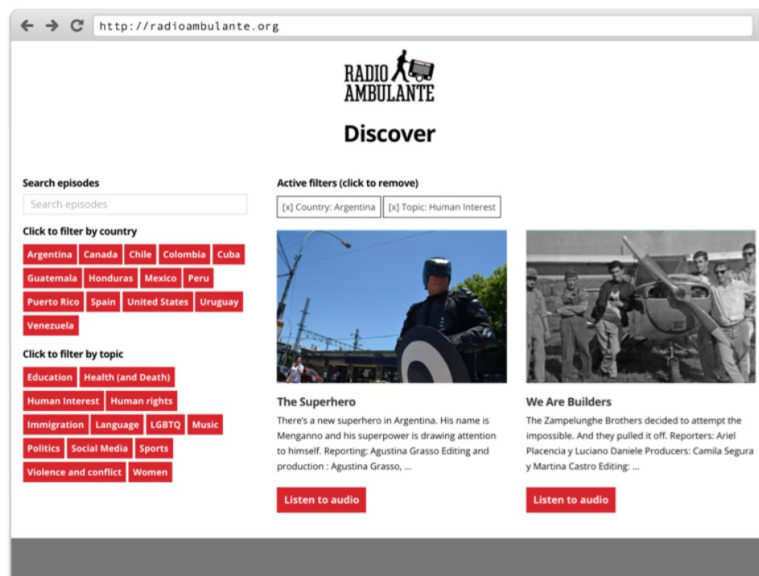 http://radioambulante.org
RADIO
AMBULANTE
Discover
Search episodes
Search episodes
Click to filter by country
Argentina Canada Chile Colombia Cuba
Guatemala Honduras Mexico Peru
Puerto Rico Spain United States Uruguay
Venezuela
Click to filter by topic
Education Health (and Death)
Human Interest Human rights
Immigration Language LGBTQ Music
Politics Social Media Sports
Violence and conflict Women
Active filters (click to remove)
[x] Country: Argentina [x] Topic: Human Interest
The Superhero
There's a new superhero in Argentina. His name is
Menganno and his superpower is drawing attention
to himself. Reporting: Agustina Grasso Editing and
production : Agustina Grasso, ...
Listen to audio
We Are Builders
The Zampelunghe Brothers decided to attempt the
impossible. And they pulled it off. Reporters: Ariel
Placencia y Luciano Daniele Producers: Camila Segura
y Martina Castro Editing: ...
Listen to audio